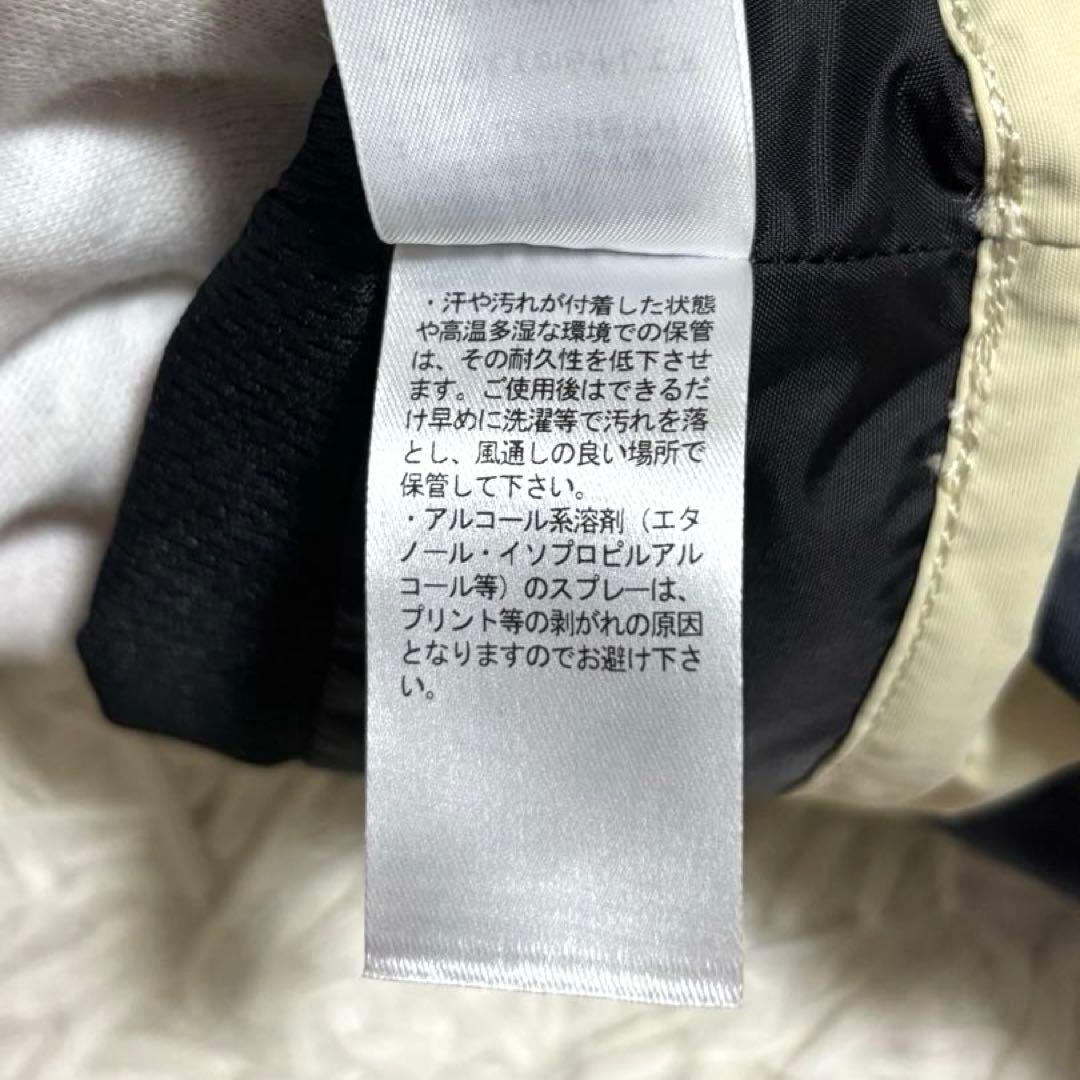 ・汗や汚れが付着した状態
や高温多湿な環境での保管
は、その耐久性を低下させ
ます。ご使用後はできるだ
け早めに洗濯等で汚れを落
とし、風通しの良い場所で
保管して下さい。
・アルコール系溶剤（エタ
ノール・イソプロピルアル
コール等）のスプレーは、
プリント等の剥がれの原因
となりますのでお避け下さ
い。